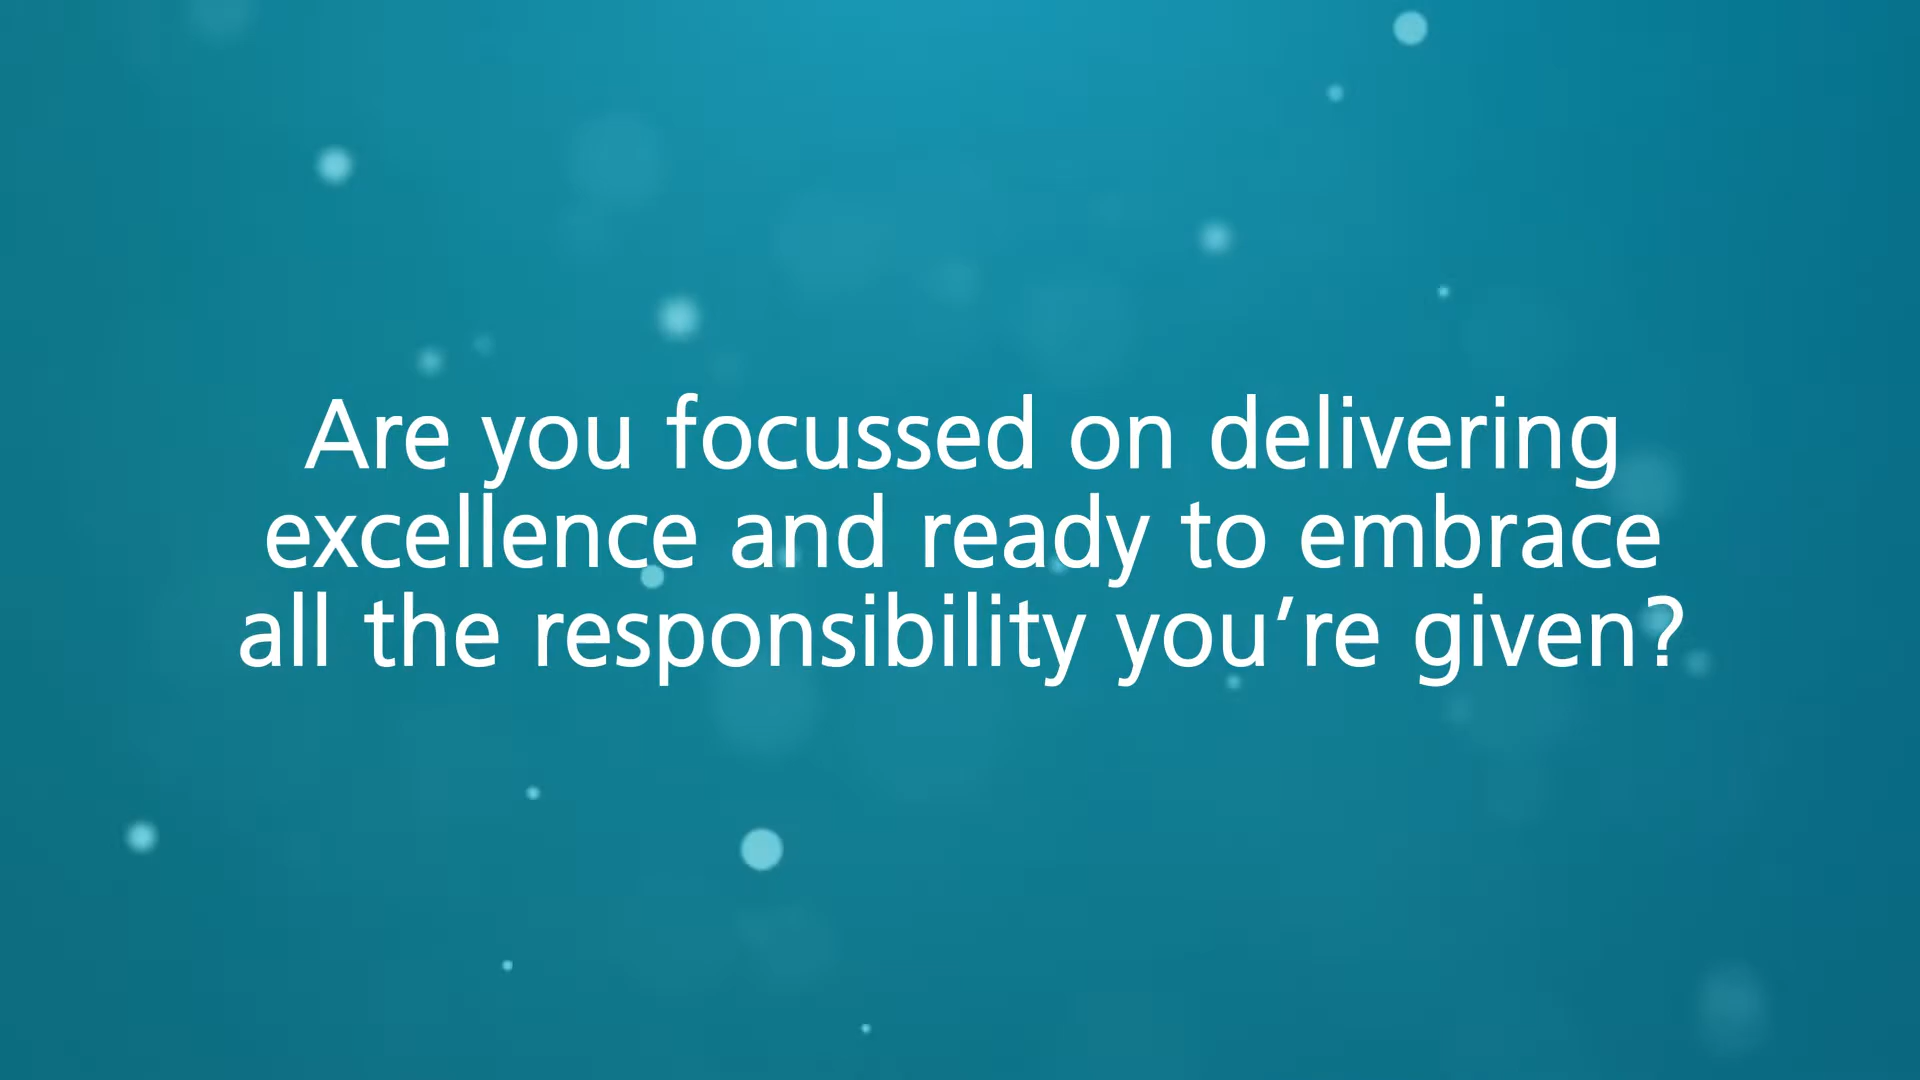 Are you focussed on delivering
excellence and ready to embrace
all the responsibility you’re given?